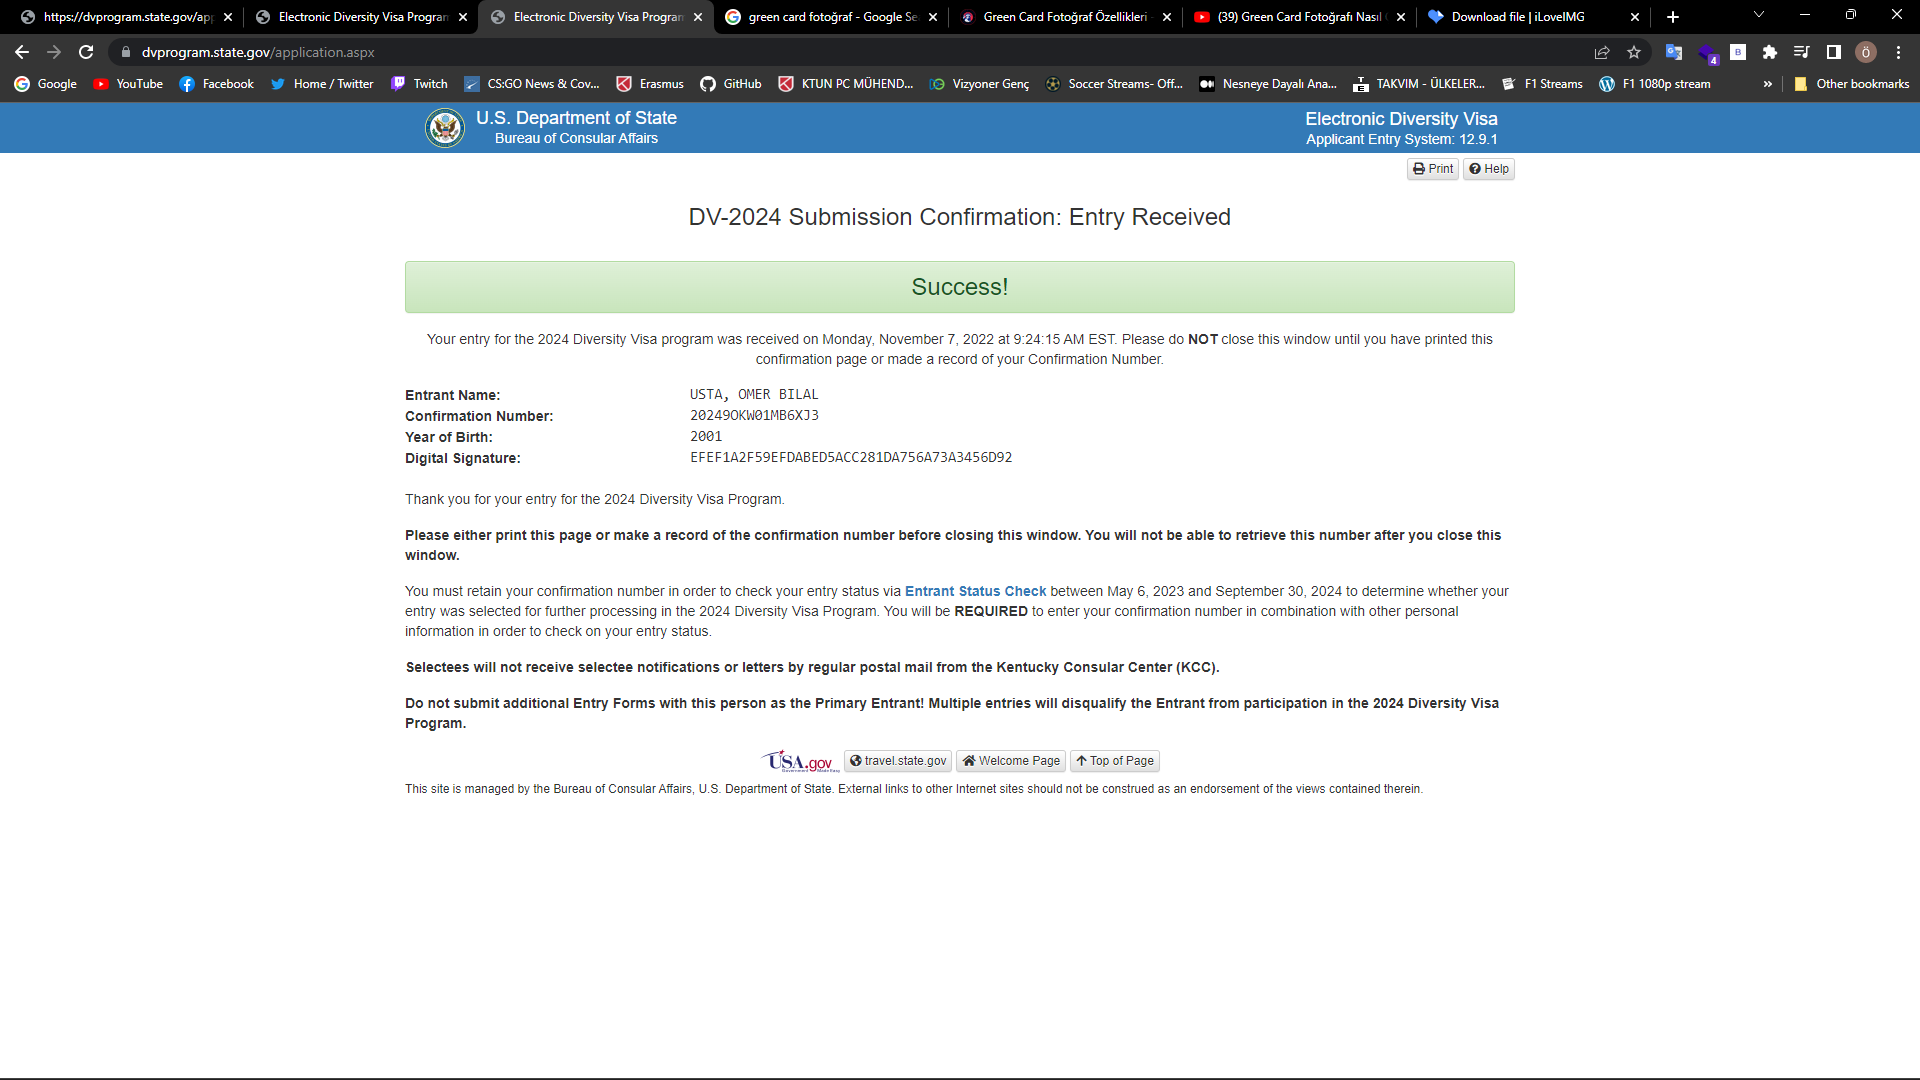 https://dvprogram.state.gov/app
Electronic Diversity Visa Program
Electronic Diversity Visa Program
green card fotoğraf - Google Se
Green Card Fotoğraf Özellikleri -
(39) Green Card Fotoğrafı Nasıl
Download file | iLoveIMG
dvprogram.state.gov/application.aspx
4
B
Ö
Google
YouTube
Facebook
Home / Twitter
Twitch
CS:GO News & Cov...
Erasmus
GitHub
KTUN PC MÜHEND...
Vizyoner Genç
Soccer Streams- Off...
Nesneye Dayalı Ana...
TAKVIM - ÜLKELER...
F1 Streams
F1 1080p stream
»
Other bookmarks
U.S. Department of State
Bureau of Consular Affairs
Electronic Diversity Visa
Applicant Entry System: 12.9.1
Print
Help
DV-2024 Submission Confirmation: Entry Received
Success!
Your entry for the 2024 Diversity Visa program was received on Monday, November 7, 2022 at 9:24:15 AM EST. Please do NOT close this window until you have printed this
confirmation page or made a record of your Confirmation Number.
Entrant Name: USTA, OMER BILAL
Confirmation Number: 20249OKW01MB6XJ3
Year of Birth: 2001
Digital Signature: EFEF1A2F59EFDABED5ACC281DA756A73A3456D92
Thank you for your entry for the 2024 Diversity Visa Program.
Please either print this page or make a record of the confirmation number before closing this window. You will not be able to retrieve this number after you close this
window.
You must retain your confirmation number in order to check your entry status via Entrant Status Check between May 6, 2023 and September 30, 2024 to determine whether your
entry was selected for further processing in the 2024 Diversity Visa Program. You will be REQUIRED to enter your confirmation number in combination with other personal
information in order to check on your entry status.
Selectees will not receive selectee notifications or letters by regular postal mail from the Kentucky Consular Center (KCC).
Do not submit additional Entry Forms with this person as the Primary Entrant! Multiple entries will disqualify the Entrant from participation in the 2024 Diversity Visa
Program.
USA.gov
Government Made Easy
travel.state.gov
Welcome Page
Top of Page
This site is managed by the Bureau of Consular Affairs, U.S. Department of State. External links to other Internet sites should not be construed as an endorsement of the views contained therein.